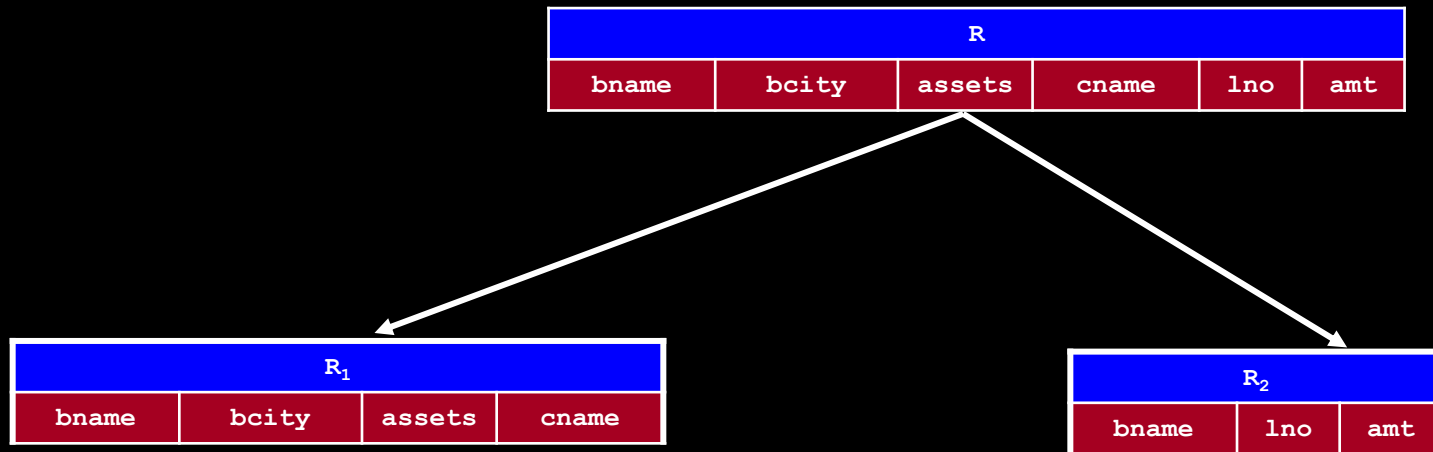 R
bname bcity assets cname lno amt
R₁
bname bcity assets cname
R₂
bname lno amt